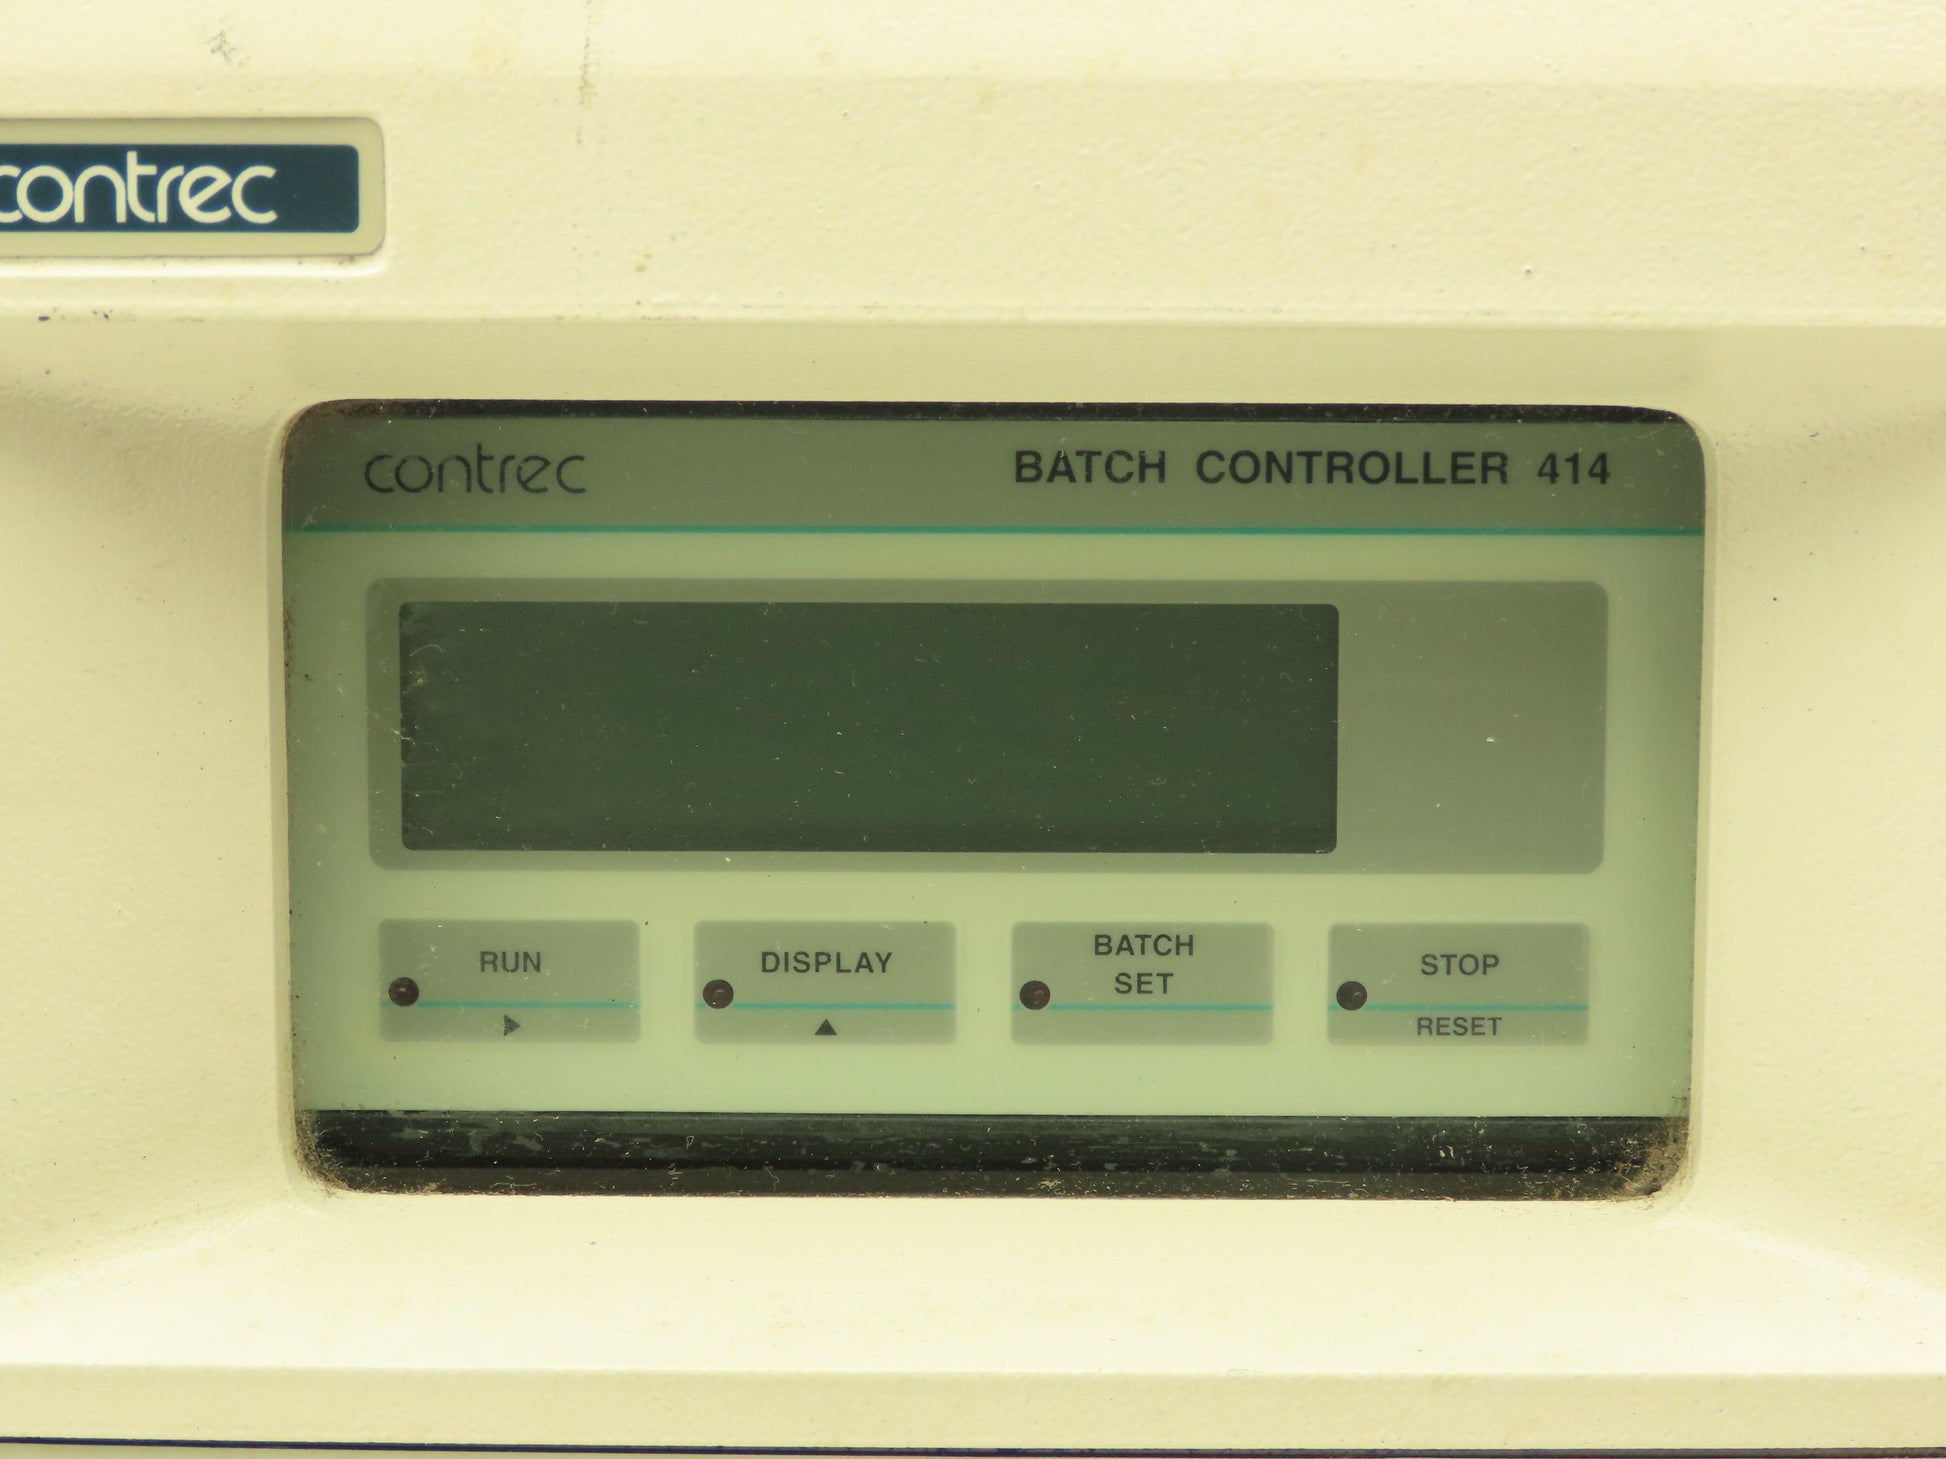 contrec
contrec
BATCH CONTROLLER 414
RUN
DISPLAY
BATCH
SET
STOP
RESET